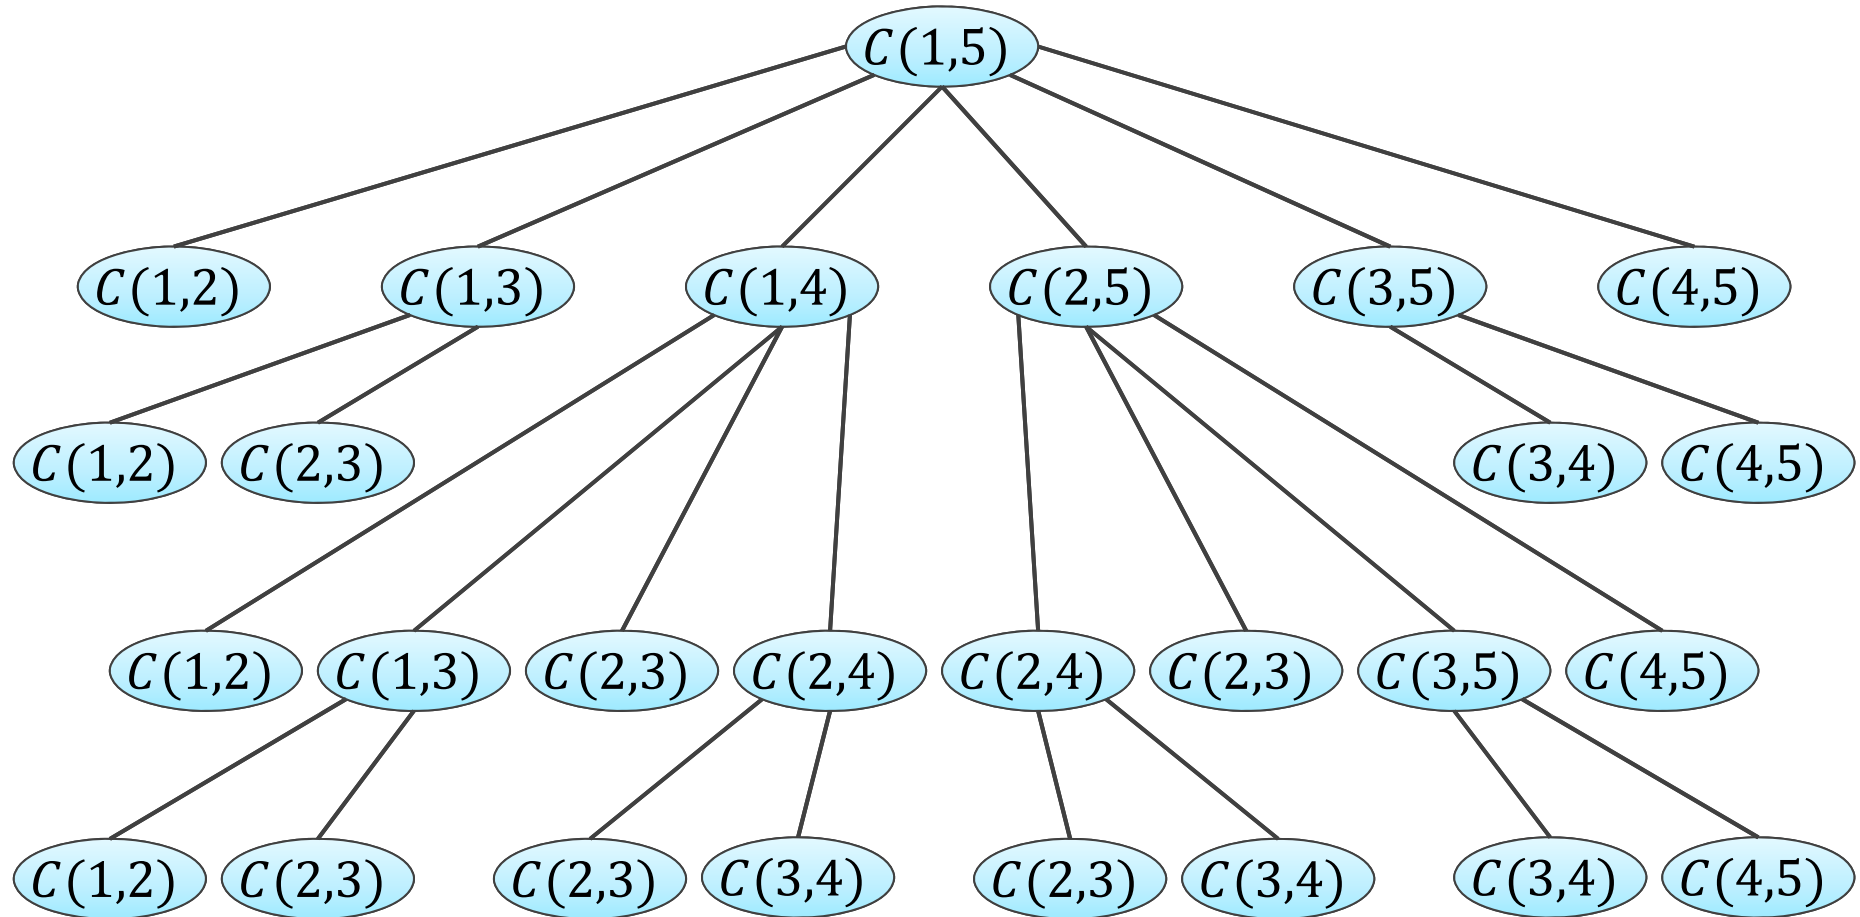 C(1,5)
C(1,2) C(1,3) C(1,4) C(2,5) C(3,5) C(4,5)
C(1,2) C(2,3) C(3,4) C(4,5)
C(1,2) C(1,3) C(2,3) C(2,4) C(2,4) C(2,3) C(3,5) C(4,5)
C(1,2) C(2,3) C(2,3) C(3,4) C(2,3) C(3,4) C(3,4) C(4,5)